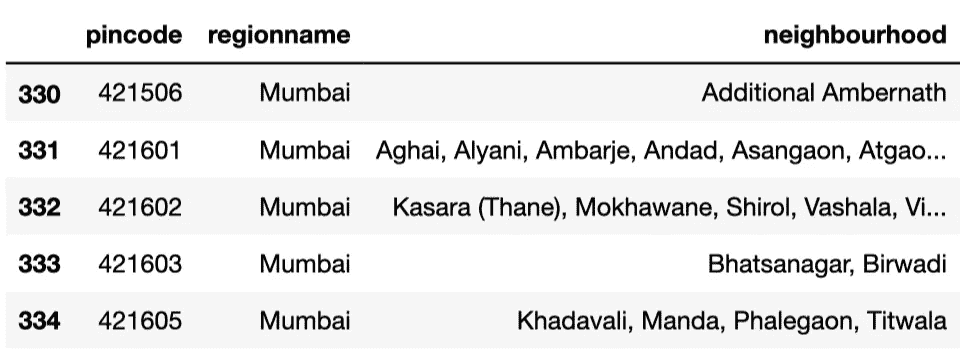 pincode regionname neighbourhood
330 421506 Mumbai Additional Ambernath
331 421601 Mumbai Aghai, Alyani, Ambarje, Andad, Asangaon, Atgao...
332 421602 Mumbai Kasara (Thane), Mokhawane, Shirol, Vashala, Vi...
333 421603 Mumbai Bhatsanagar, Birwadi
334 421605 Mumbai Khadavali, Manda, Phalegaon, Titwala